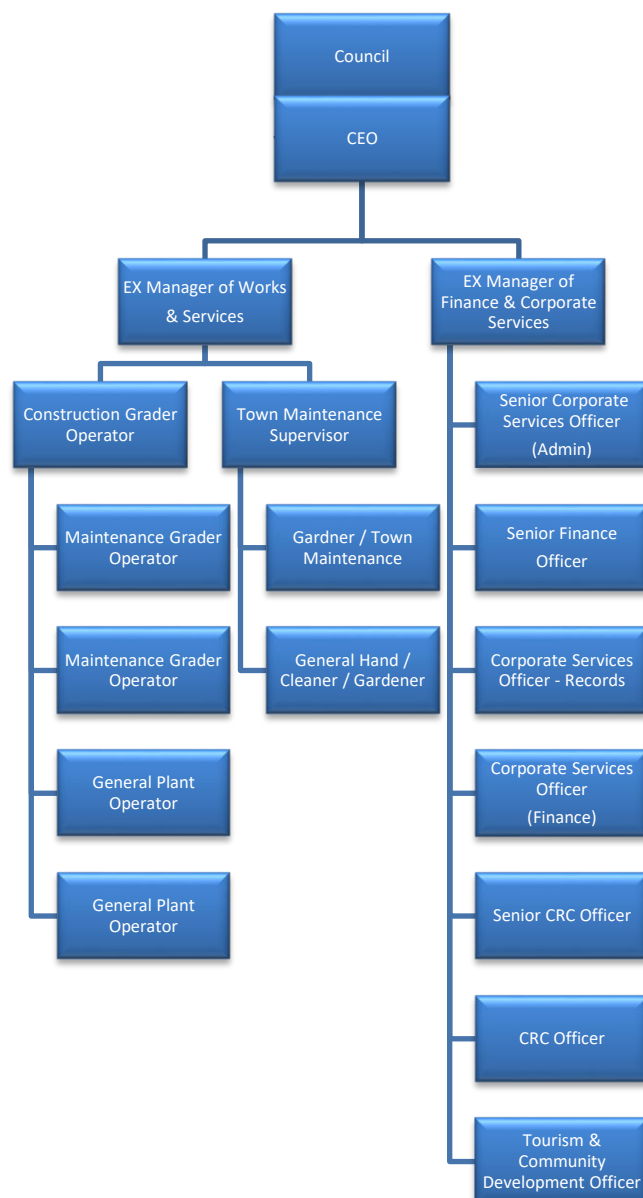 Council
CEO
EX Manager of Works
& Services
EX Manager of
Finance & Corporate
Services
Construction Grader
Operator
Town Maintenance
Supervisor
Senior Corporate
Services Officer
(Admin)
Maintenance Grader
Operator
Gardner / Town
Maintenance
Senior Finance
Officer
Maintenance Grader
Operator
General Hand /
Cleaner / Gardener
Corporate Services
Officer - Records
General Plant
Operator
Corporate Services
Officer
(Finance)
General Plant
Operator
Senior CRC Officer
CRC Officer
Tourism &
Community
Development Officer